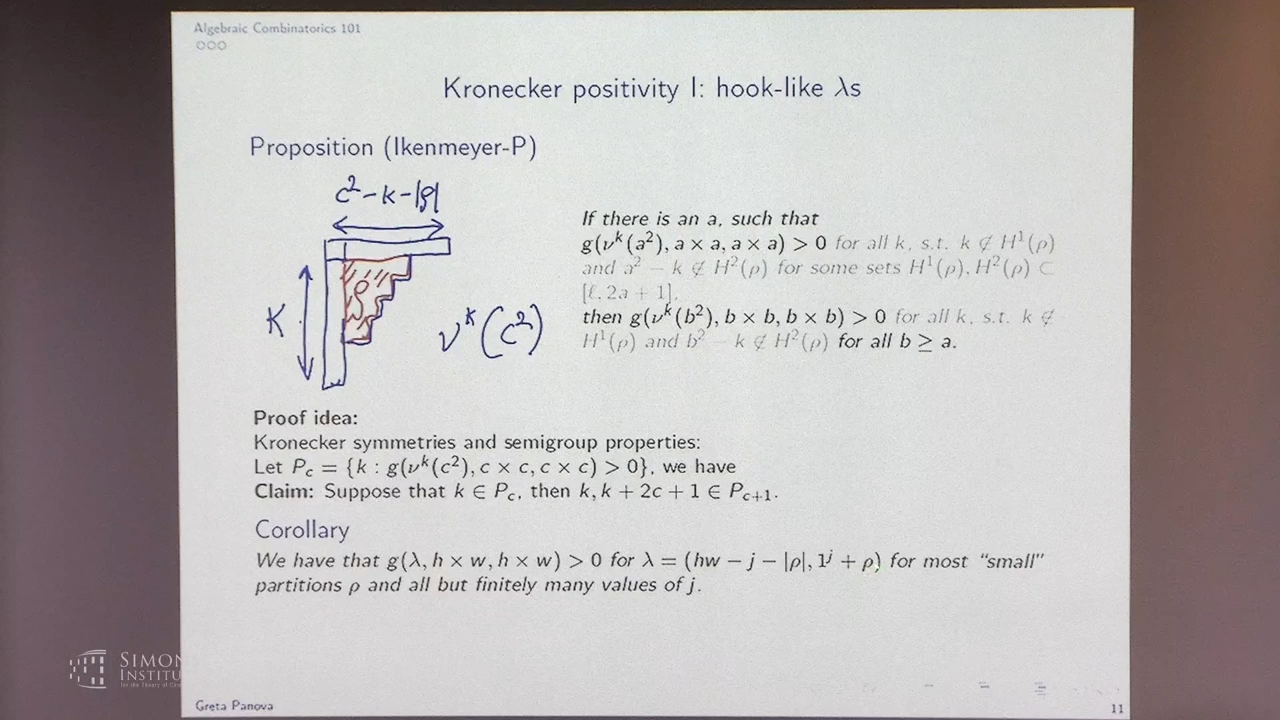 Algebraic Combinatorics 101
Kronecker positivity I: hook-like λs
Proposition (Ikenmeyer-P)
c² - k - |ρ|
K
ρ
ν^k(c²)
If there is an a, such that
g(ν^k(a²), a × a, a × a) > 0 for all k, s.t. k ∉ H¹(ρ)
and a² − k ∉ H²(ρ) for some sets H¹(ρ), H²(ρ) ⊂
[ℓ, 2a + 1],
then g(ν^k(b²), b × b, b × b) > 0 for all k, s.t. k ∉
H¹(ρ) and b² − k ∉ H²(ρ) for all b ≥ a.
Proof idea:
Kronecker symmetries and semigroup properties:
Let P_c = {k : g(ν^k(c²), c × c, c × c) > 0}, we have
Claim: Suppose that k ∈ P_c, then k, k + 2c + 1 ∈ P_{c+1}.
Corollary
We have that g(λ, h × w, h × w) > 0 for λ = (hw − j − |ρ|, 1^j + ρ) for most “small”
partitions ρ and all but finitely many values of j.
SIMON
INSTITU
Greta Panova
11